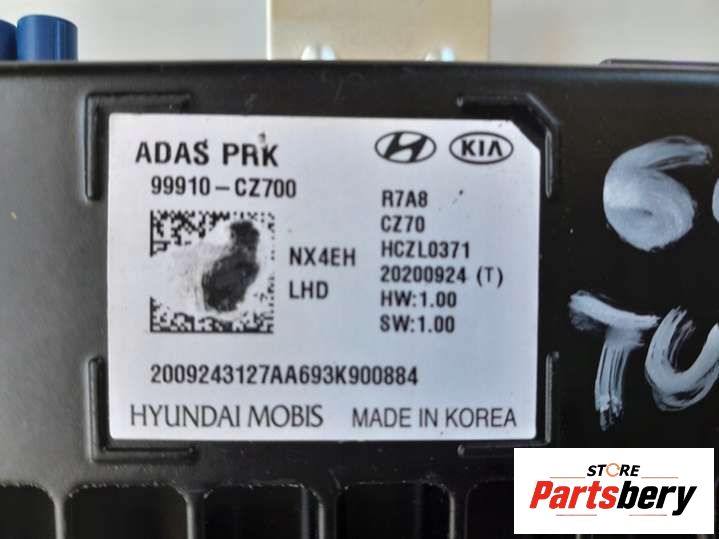 ADAS PRK
99910-CZ700
KIA
R7A8
CZ70
HCZL0371
20200924 (T)
HW:1.00
SW:1.00
NX4EH
LHD
2009243127AA693K900884
HYUNDAI MOBIS MADE IN KOREA
STORE
Partsbery